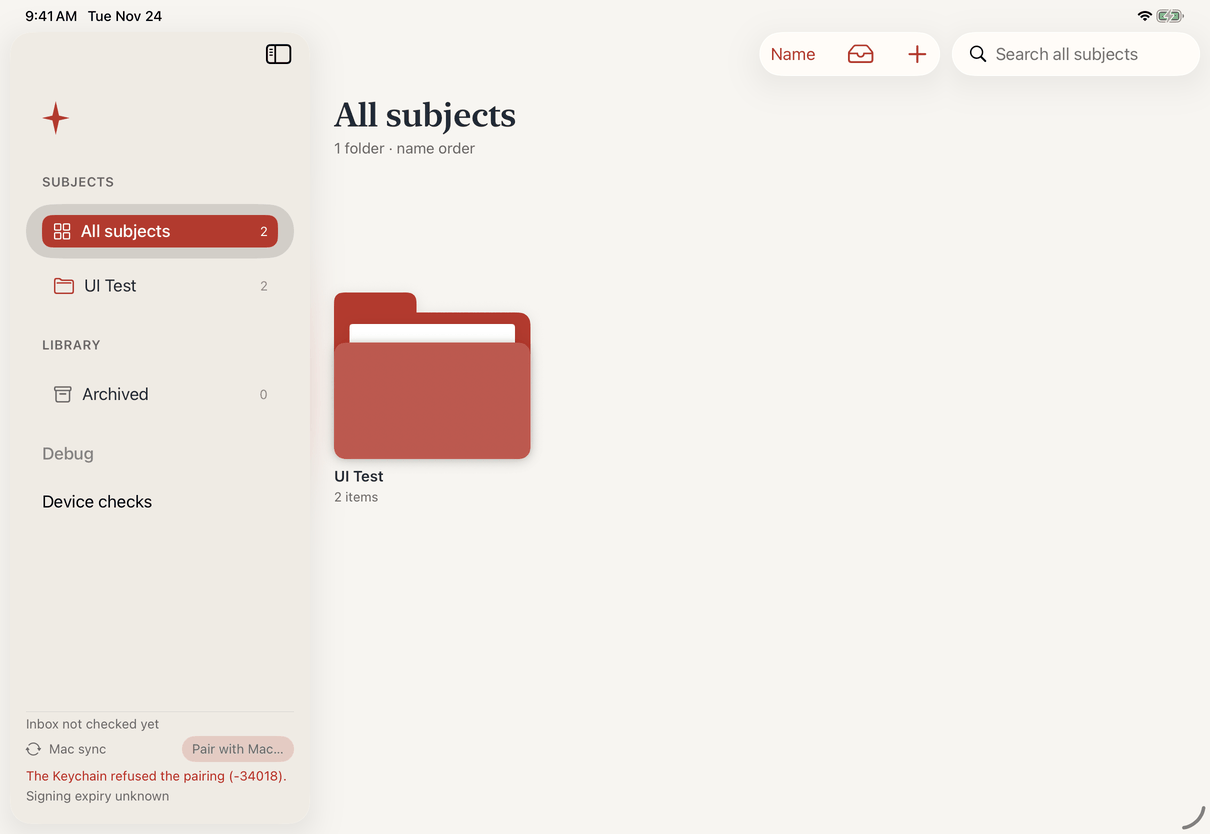 9:41 AM Tue Nov 24
Name
Search all subjects
All subjects
1 folder · name order
SUBJECTS
All subjects 2
UI Test 2
LIBRARY
Archived 0
Debug
Device checks
UI Test
2 items
Inbox not checked yet
Mac sync Pair with Mac...
The Keychain refused the pairing (-34018).
Signing expiry unknown